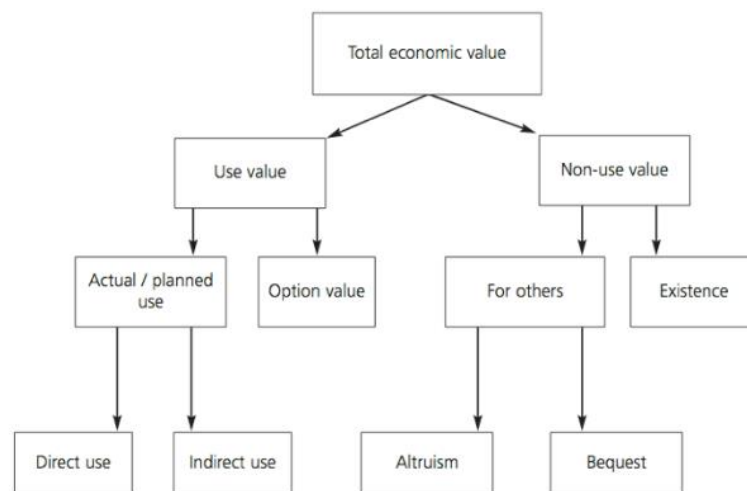 Total economic value
Use value
Non-use value
Actual / planned
use
Option value
For others
Existence
Direct use
Indirect use
Altruism
Bequest